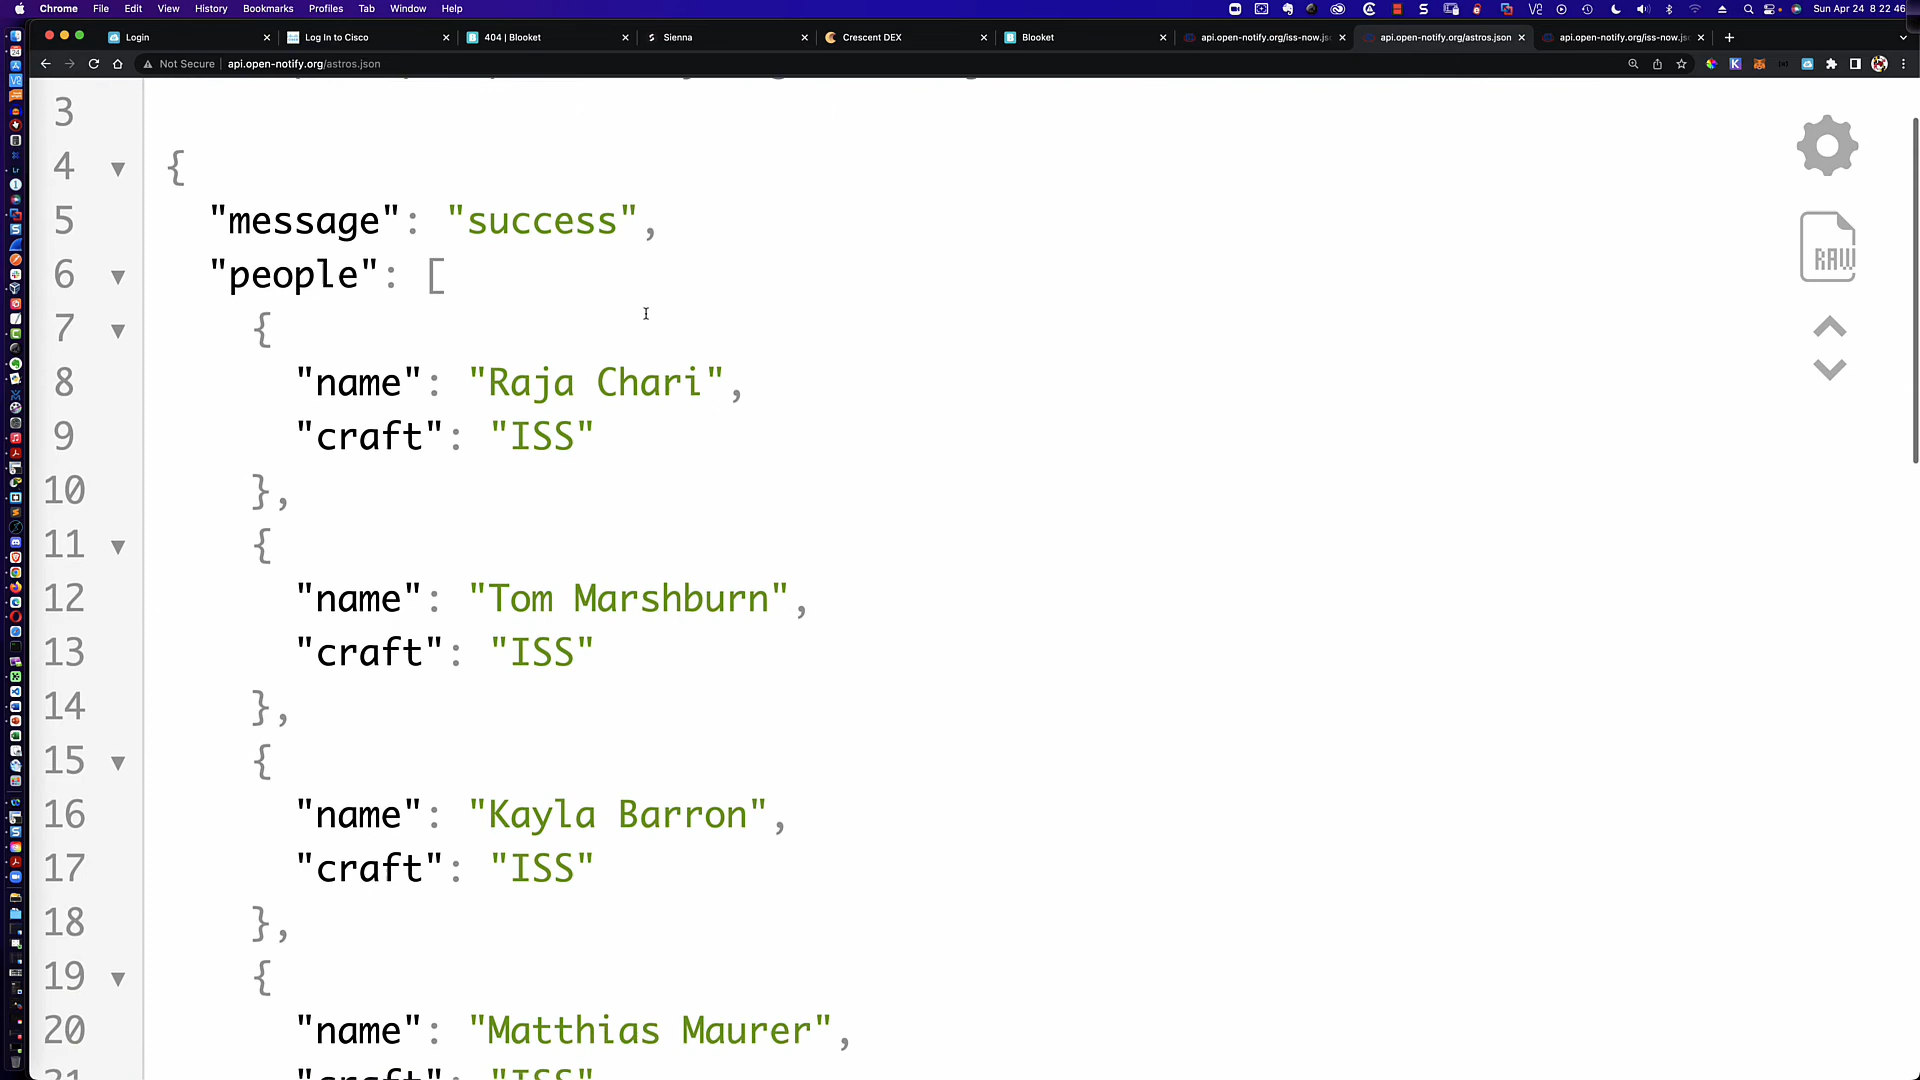 Chrome File Edit View History Bookmarks Profiles Tab Window Help Sun Apr 24 8 22 46
Login Log In to Cisco 404 | Blooket Sienna Crescent DEX Blooket api.open-notify.org/iss-now.js api.open-notify.org/astros.json api.open-notify.org/iss-now.js
Not Secure | api.open-notify.org/astros.json
3
4 {
5 "message": "success",
6 "people": [
7 {
8 "name": "Raja Chari",
9 "craft": "ISS"
10 },
11 {
12 "name": "Tom Marshburn",
13 "craft": "ISS"
14 },
15 {
16 "name": "Kayla Barron",
17 "craft": "ISS"
18 },
19 {
20 "name": "Matthias Maurer",
21 "craft": "ISS"
RAW